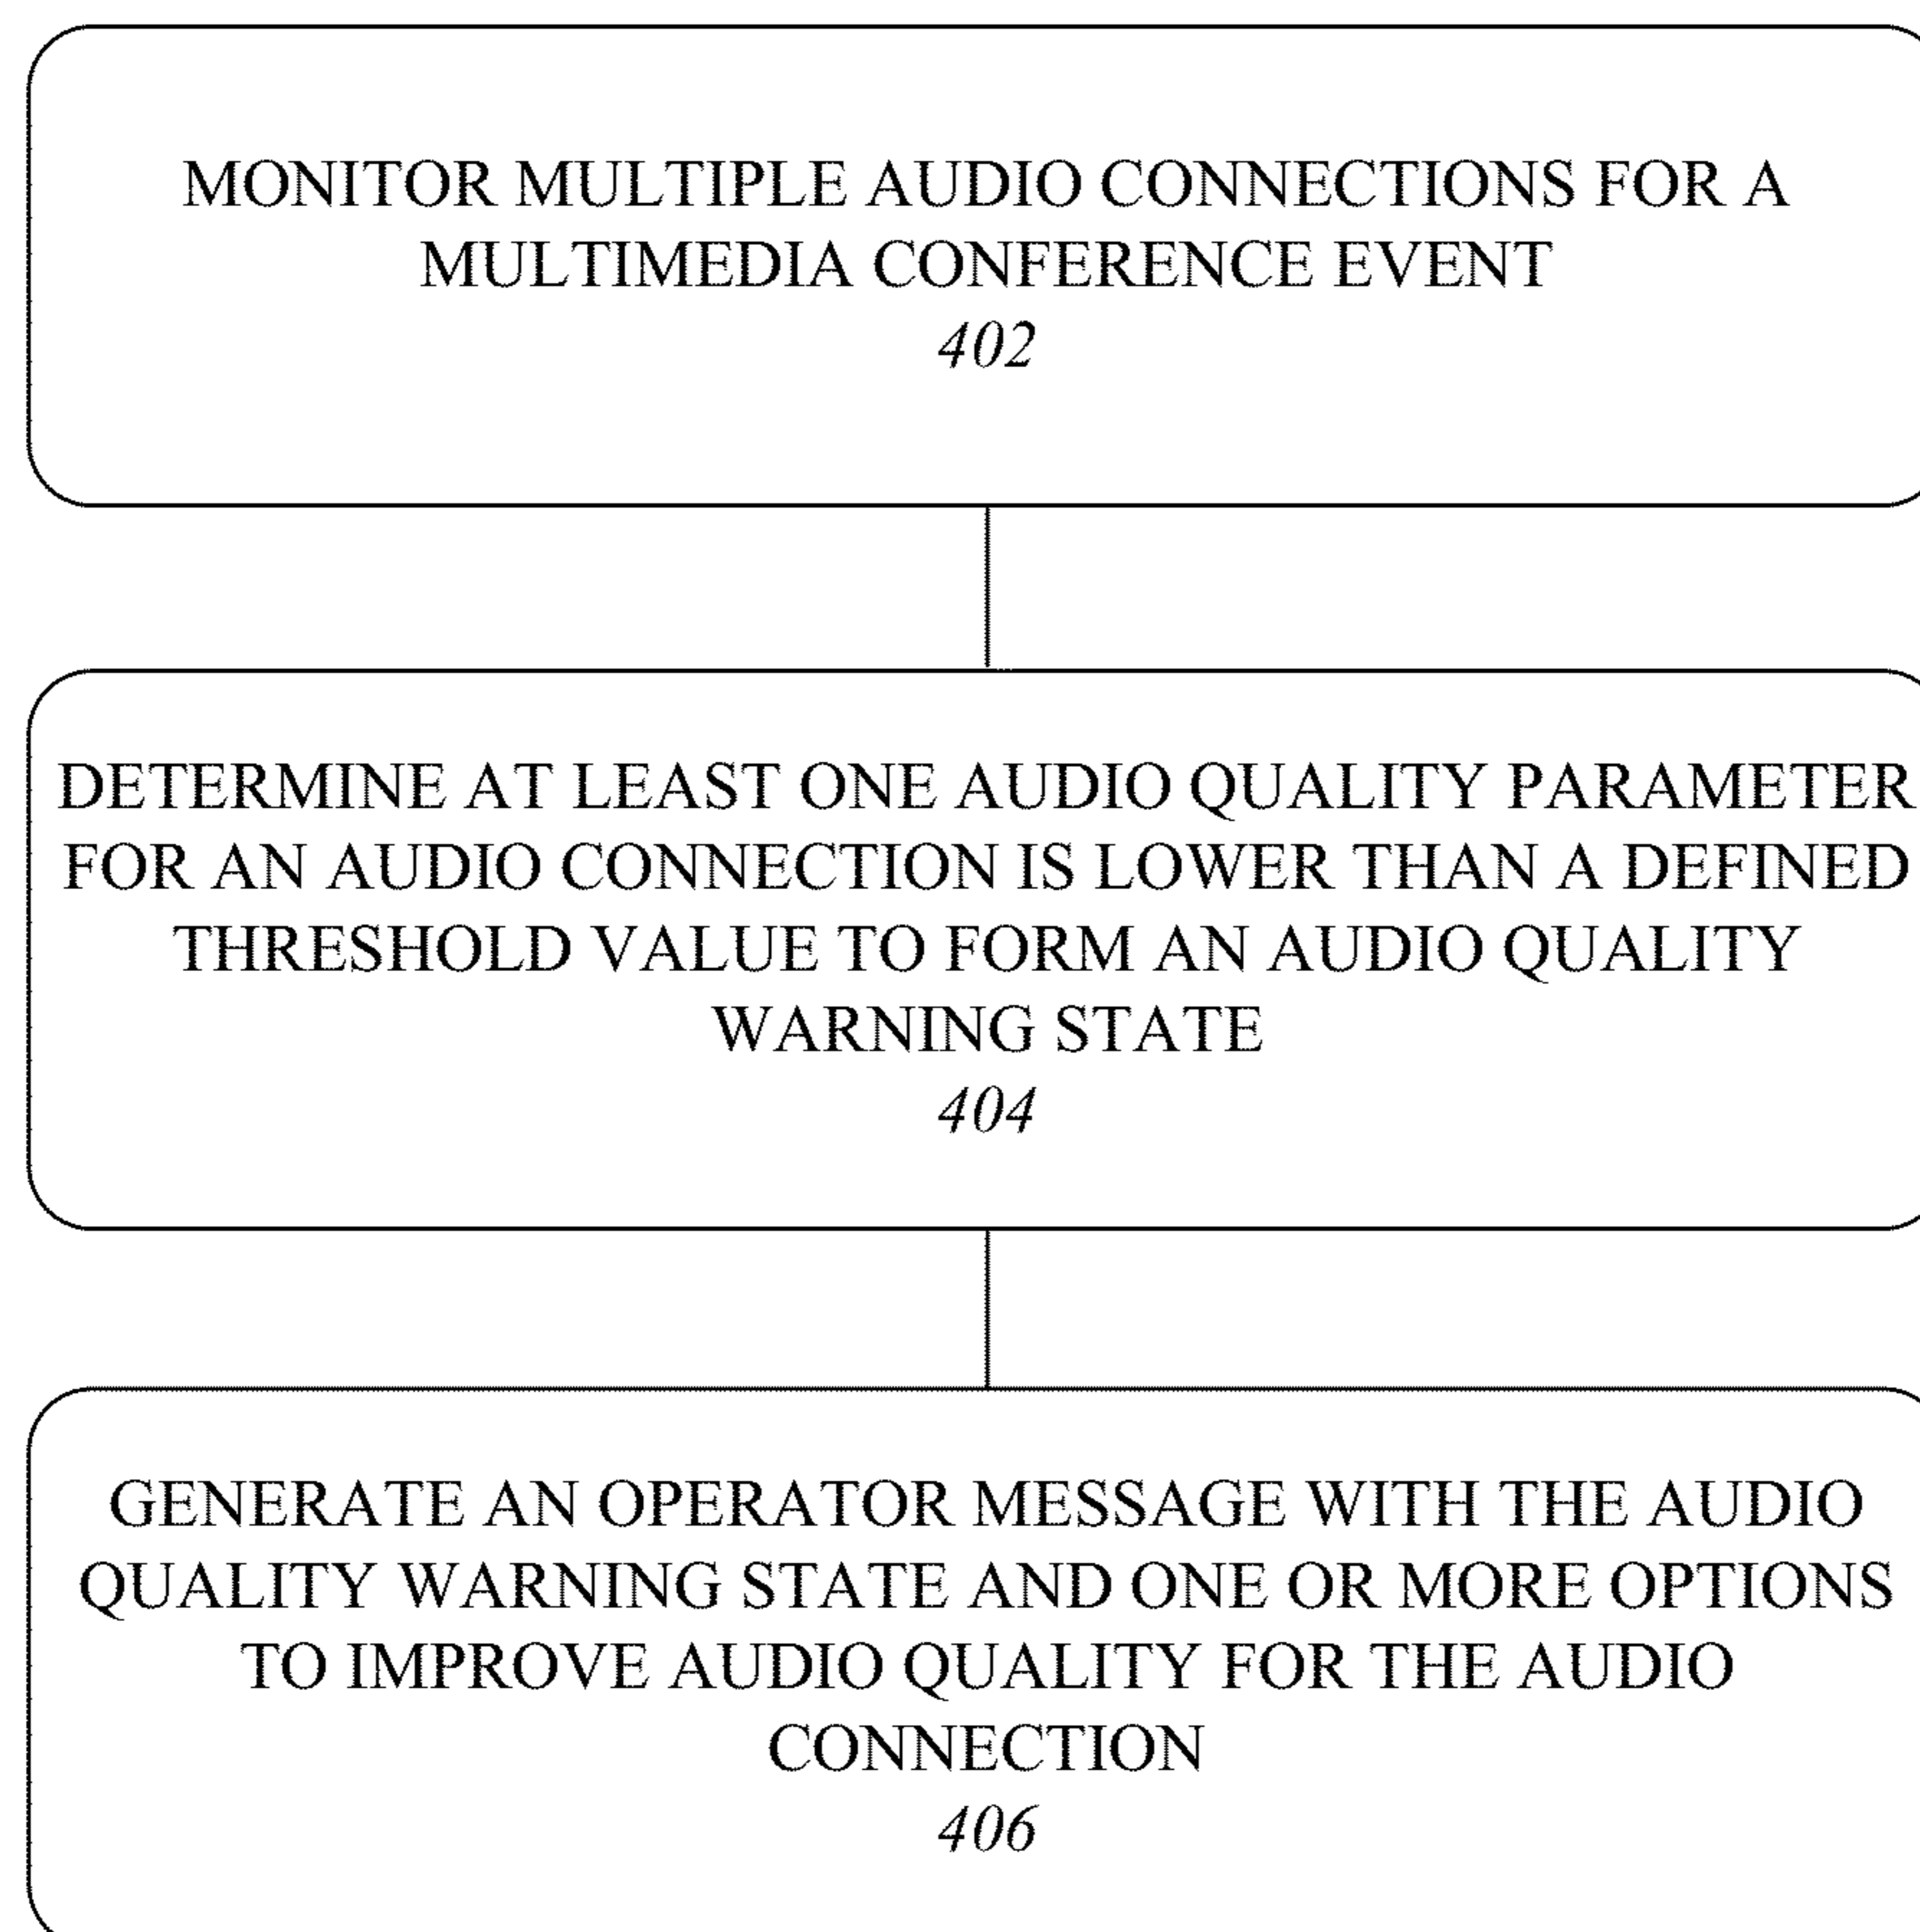 MONITOR MULTIPLE AUDIO CONNECTIONS FOR A
MULTIMEDIA CONFERENCE EVENT
402
DETERMINE AT LEAST ONE AUDIO QUALITY PARAMETER
FOR AN AUDIO CONNECTION IS LOWER THAN A DEFINED
THRESHOLD VALUE TO FORM AN AUDIO QUALITY
WARNING STATE
404
GENERATE AN OPERATOR MESSAGE WITH THE AUDIO
QUALITY WARNING STATE AND ONE OR MORE OPTIONS
TO IMPROVE AUDIO QUALITY FOR THE AUDIO
CONNECTION
406